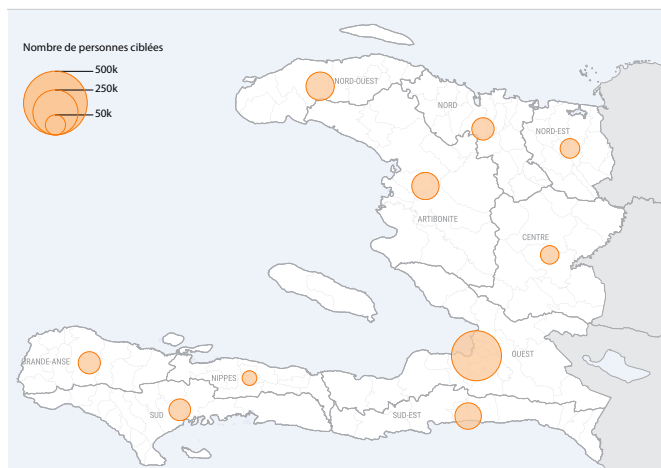 Nombre de personnes ciblées
500k
250k
50k
NORD-OUEST
NORD
NORD-EST
ARTIBONITE
CENTRE
OUEST
GRANDE-ANSE
NIPPES
SUD
SUD-EST